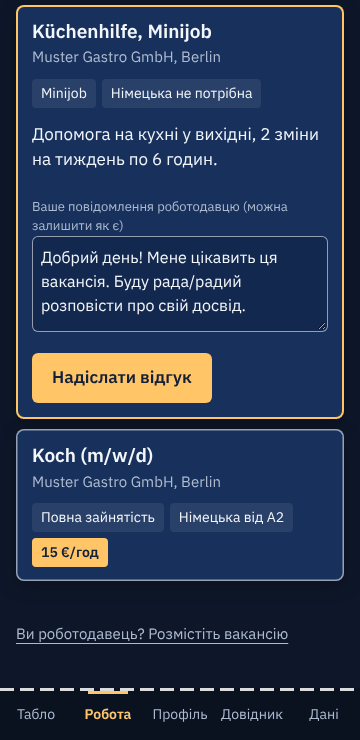 Küchenhilfe, Minijob
Muster Gastro GmbH, Berlin
Minijob
Німецька не потрібна
Допомога на кухні у вихідні, 2 зміни
на тиждень по 6 годин.
Ваше повідомлення роботодавцю (можна
залишити як є)
Добрий день! Мене цікавить ця
вакансія. Буду рада/радий
розповісти про свій досвід.
Надіслати відгук
Koch (m/w/d)
Muster Gastro GmbH, Berlin
Повна зайнятість
Німецька від A2
15 €/год
Ви роботодавець? Розмістіть вакансію
Табло
Робота
Профіль
Довідник
Дані